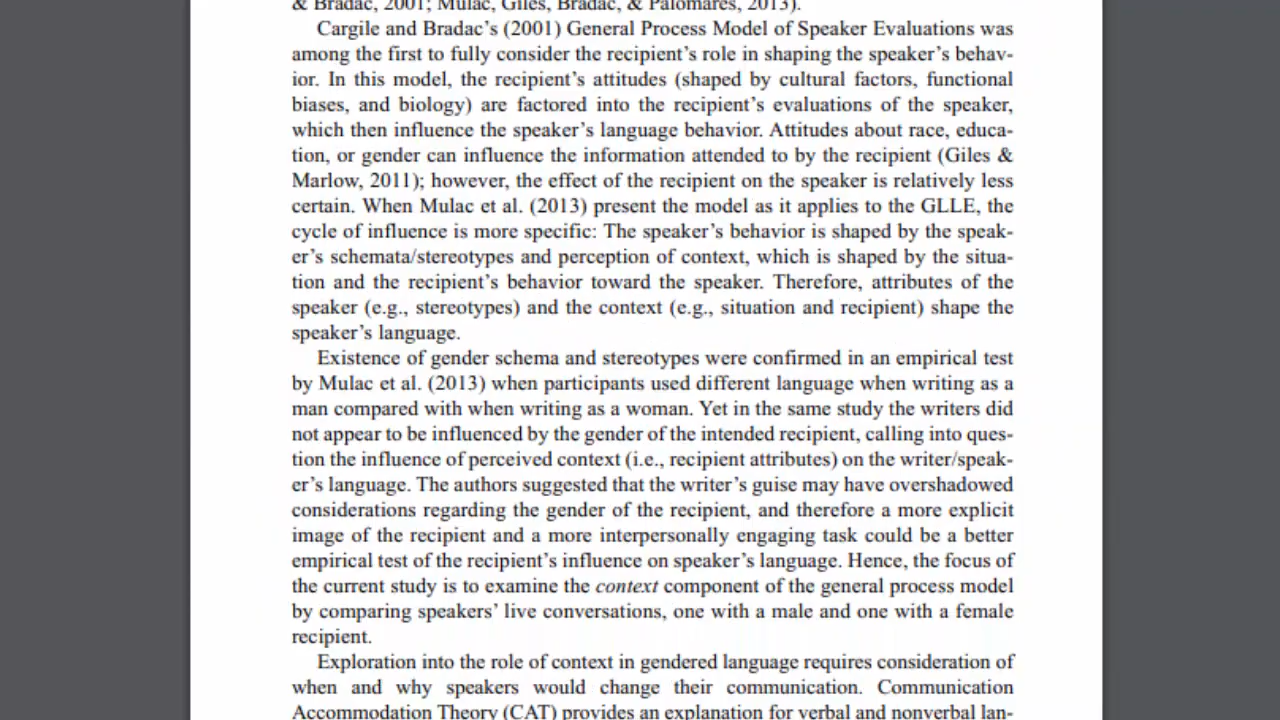 & Bradac, 2001; Mulac, Giles, Bradac, & Palomares, 2013).
Cargile and Bradac’s (2001) General Process Model of Speaker Evaluations was
among the first to fully consider the recipient’s role in shaping the speaker’s behav-
ior. In this model, the recipient’s attitudes (shaped by cultural factors, functional
biases, and biology) are factored into the recipient’s evaluations of the speaker,
which then influence the speaker’s language behavior. Attitudes about race, educa-
tion, or gender can influence the information attended to by the recipient (Giles &
Marlow, 2011); however, the effect of the recipient on the speaker is relatively less
certain. When Mulac et al. (2013) present the model as it applies to the GLLE, the
cycle of influence is more specific: The speaker’s behavior is shaped by the speak-
er’s schemata/stereotypes and perception of context, which is shaped by the situa-
tion and the recipient’s behavior toward the speaker. Therefore, attributes of the
speaker (e.g., stereotypes) and the context (e.g., situation and recipient) shape the
speaker’s language.
Existence of gender schema and stereotypes were confirmed in an empirical test
by Mulac et al. (2013) when participants used different language when writing as a
man compared with when writing as a woman. Yet in the same study the writers did
not appear to be influenced by the gender of the intended recipient, calling into ques-
tion the influence of perceived context (i.e., recipient attributes) on the writer/speak-
er’s language. The authors suggested that the writer’s guise may have overshadowed
considerations regarding the gender of the recipient, and therefore a more explicit
image of the recipient and a more interpersonally engaging task could be a better
empirical test of the recipient’s influence on speaker’s language. Hence, the focus of
the current study is to examine the context component of the general process model
by comparing speakers’ live conversations, one with a male and one with a female
recipient.
Exploration into the role of context in gendered language requires consideration of
when and why speakers would change their communication. Communication
Accommodation Theory (CAT) provides an explanation for verbal and nonverbal lan-